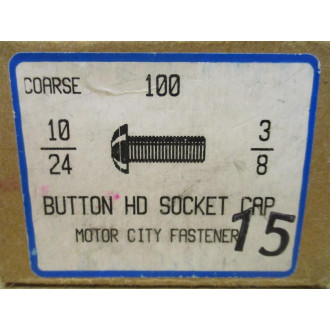 COARSE 100
10/24 3/8
BUTTON HD SOCKET CAP
MOTOR CITY FASTENER
15